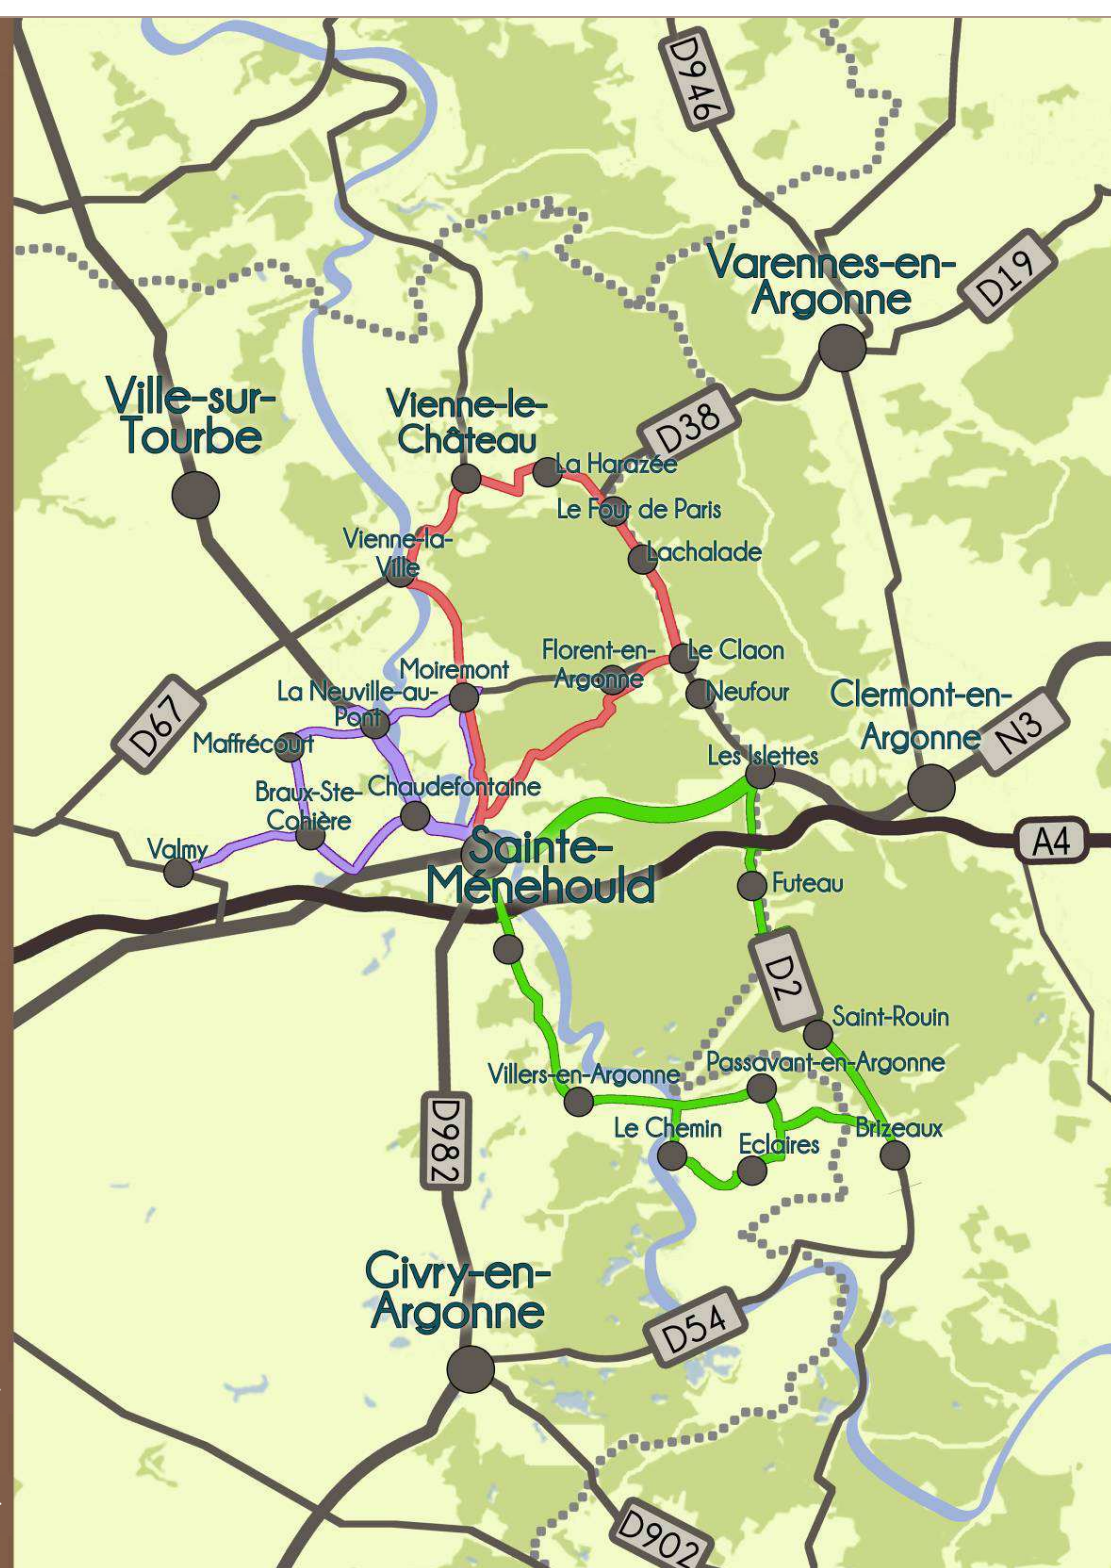 D946
Varennes-en-
Argonne
D19
Ville-sur-
Tourbe
Vienne-le-
Château
D38
La Harazée
Le Four de Paris
Vienne-la-
Ville
Lachalade
Florent-en-
Argonne
Le Claon
Moiremont
La Neuville-au-
Pont
Neufour
Clermont-en-
Argonne
N3
D67
Maffrécourt
Les Islettes
Braux-Ste-
Cohière
Chaudefontaine
Valmy
Sainte-
Ménehould
A4
Futeau
D2
Saint-Rouin
Villers-en-Argonne
Passavant-en-Argonne
D982
Le Chemin
Eclaires
Brizeaux
Givry-en-
Argonne
D54
D902